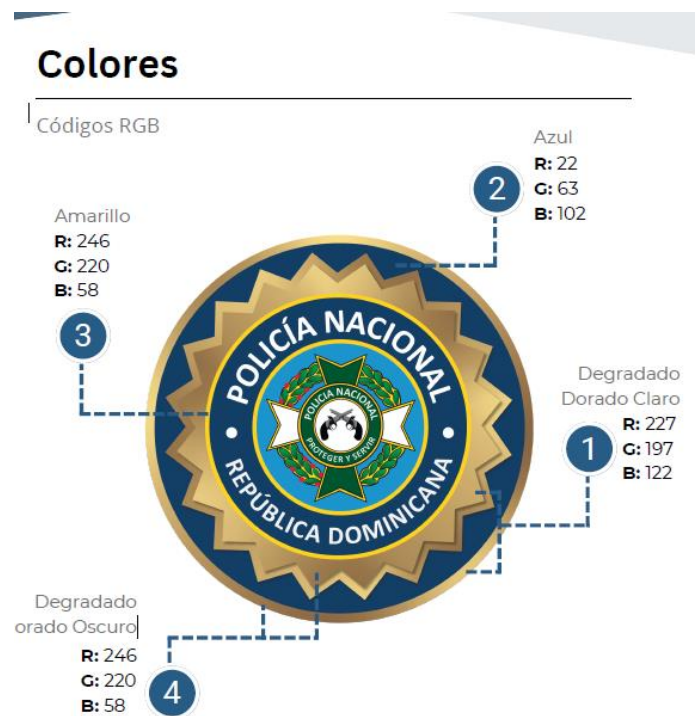 Colores
Códigos RGB
Azul
R: 22
G: 63
B: 102
2
Amarillo
R: 246
G: 220
B: 58
3
POLICÍA NACIONAL
REPÚBLICA DOMINICANA
POLICIA NACIONAL
PROTEGER Y SERVIR
Degradado
Dorado Claro
R: 227
G: 197
B: 122
1
Degradado
orado Oscuro
R: 246
G: 220
B: 58
4